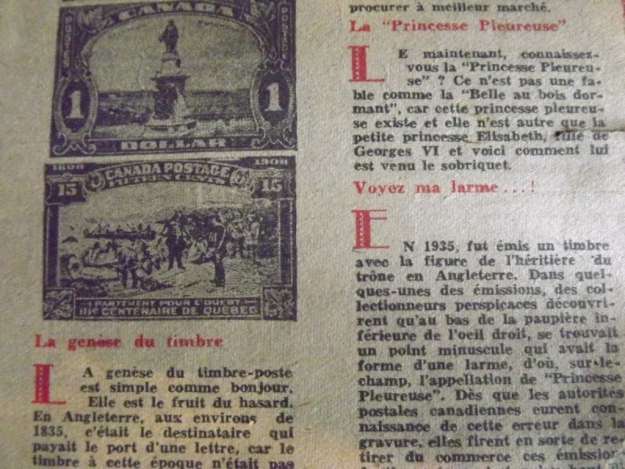 1
DOLLAR
1
1608
1908
CANADA POSTAGE
15
15
PARTEMENT POUR L'OUEST
IIIe CENTENAIRE DE QUEBEC
La genèse du timbre
LA genèse du timbre-poste
est simple comme bonjour.
Elle est le fruit du hasard.
En Angleterre, aux environs de
1835, c'était le destinataire qui
payait le port d'une lettre, car le
timbre à cette époque n'était pas
procurer à meilleur marché.
La "Princesse Pleureuse"
LE maintenant, connaissez-
vous la "Princesse Pleureu-
se" ? Ce n'est pas une fa-
ble comme la "Belle au bois dor-
mant", car cette princesse pleureu-
se existe et elle n'est autre que la
petite princesse Elisabeth, fille de
Georges VI et voici comment lui
est venu le sobriquet.
Voyez ma larme...!
EN 1935, fut émis un timbre
avec la figure de l'héritière du
trône en Angleterre. Dans quel-
ques-unes des émissions, des col-
lectionneurs perspicaces découvri-
rent qu'au bas de la paupière in-
férieure de l'oeil droit, se trouvait
un point minuscule qui avait la
forme d'une larme, d'où, sur-le-
champ, l'appellation de "Princesse
Pleureuse". Dès que les autorités
postales canadiennes eurent con-
naissance de cette erreur dans la
gravure, elles firent en sorte de re-
tirer du commerce ces émission